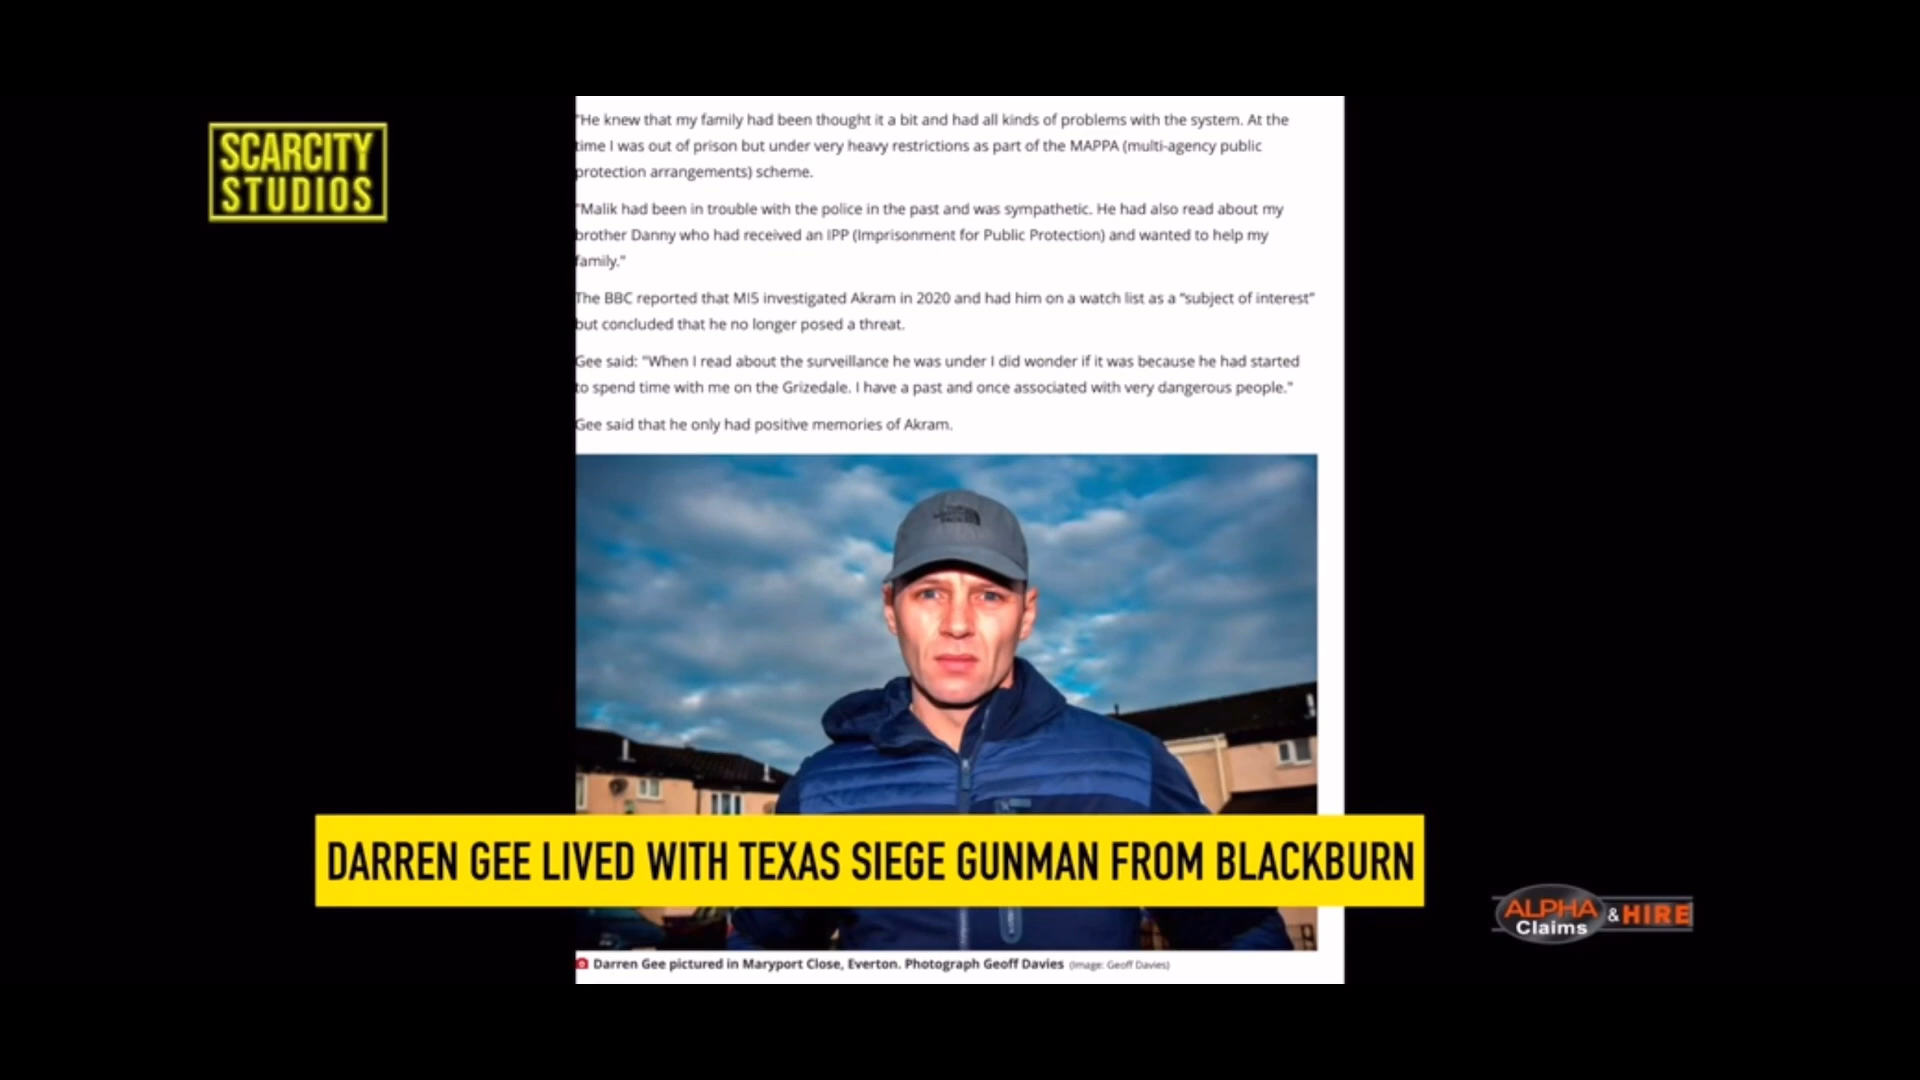 SCARCITY
STUDIOS
"He knew that my family had been thought it a bit and had all kinds of problems with the system. At the
time I was out of prison but under very heavy restrictions as part of the MAPPA (multi-agency public
protection arrangements) scheme.
"Malik had been in trouble with the police in the past and was sympathetic. He had also read about my
brother Danny who had received an IPP (Imprisonment for Public Protection) and wanted to help my
family."
The BBC reported that MI5 investigated Akram in 2020 and had him on a watch list as a "subject of interest"
but concluded that he no longer posed a threat.
Gee said: "When I read about the surveillance he was under I did wonder if it was because he had started
to spend time with me on the Grizedale. I have a past and once associated with very dangerous people."
Gee said that he only had positive memories of Akram.
DARREN GEE LIVED WITH TEXAS SIEGE GUNMAN FROM BLACKBURN
ALPHA
Claims
& HIRE
Darren Gee pictured in Maryport Close, Everton. Photograph Geoff Davies (Image: Geoff Davies)